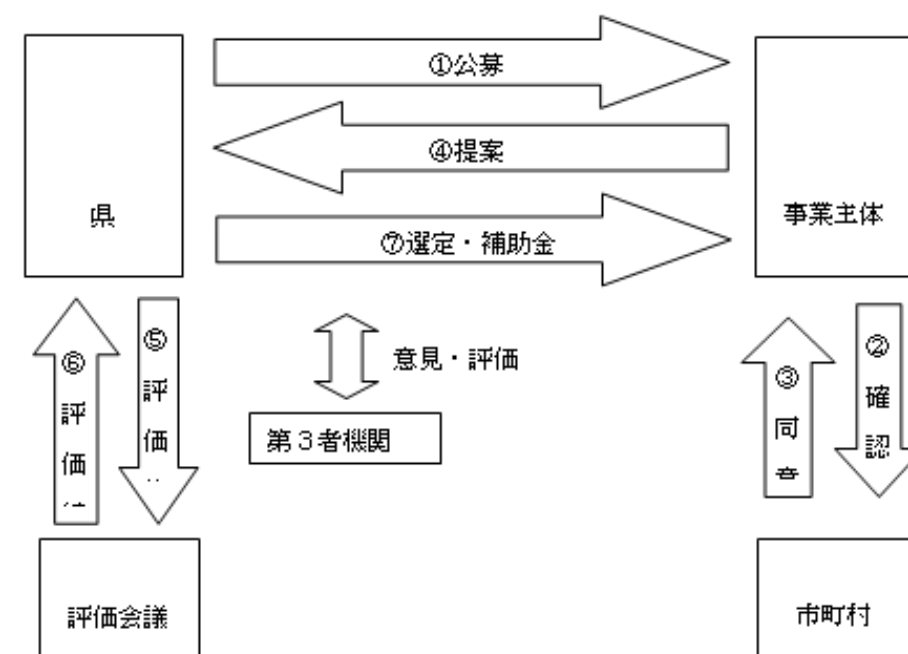 ①公募
④提案
県
事業主体
⑦選定・補助金
⑥評価
⑤評価
意見・評価
③同
②確認
第3者機関
評価会議
市町村